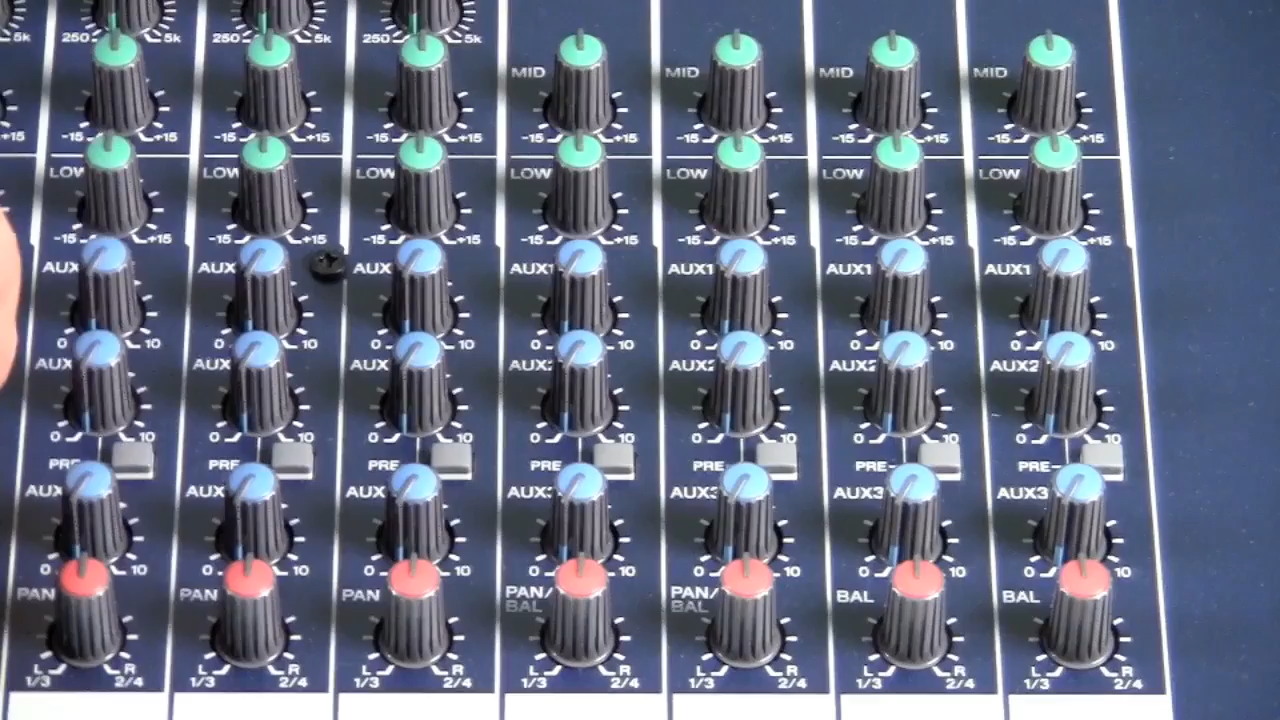 250 5k 250 5k 250 5k
MID MID MID MID
+15 -15 +15 -15 +15 -15 +15 -15 +15 -15 +15 -15 +15 -15 +15
LOW LOW LOW LOW LOW LOW LOW
-15 +15 -15 +15 -15 +15 -15 +15 -15 +15 -15 +15 -15 +15
AUX AUX AUX AUX1 AUX1 AUX1 AUX1
0 10 0 10 0 10 0 10 0 10 0 10 0 10
AUX AUX AUX AUX2 AUX2 AUX2 AUX2
0 10 0 10 0 10 0 10 0 10 0 10 0 10
PRE PRE PRE PRE PRE PRE PRE
AUX AUX AUX AUX3 AUX3 AUX3 AUX3
0 10 0 10 0 10 0 10 0 10 0 10 0 10
PAN PAN PAN PAN/ PAN/ BAL BAL
BAL BAL
L R L R L R L R L R L R L R
1/3 2/4 1/3 2/4 1/3 2/4 1/3 2/4 1/3 2/4 1/3 2/4 1/3 2/4